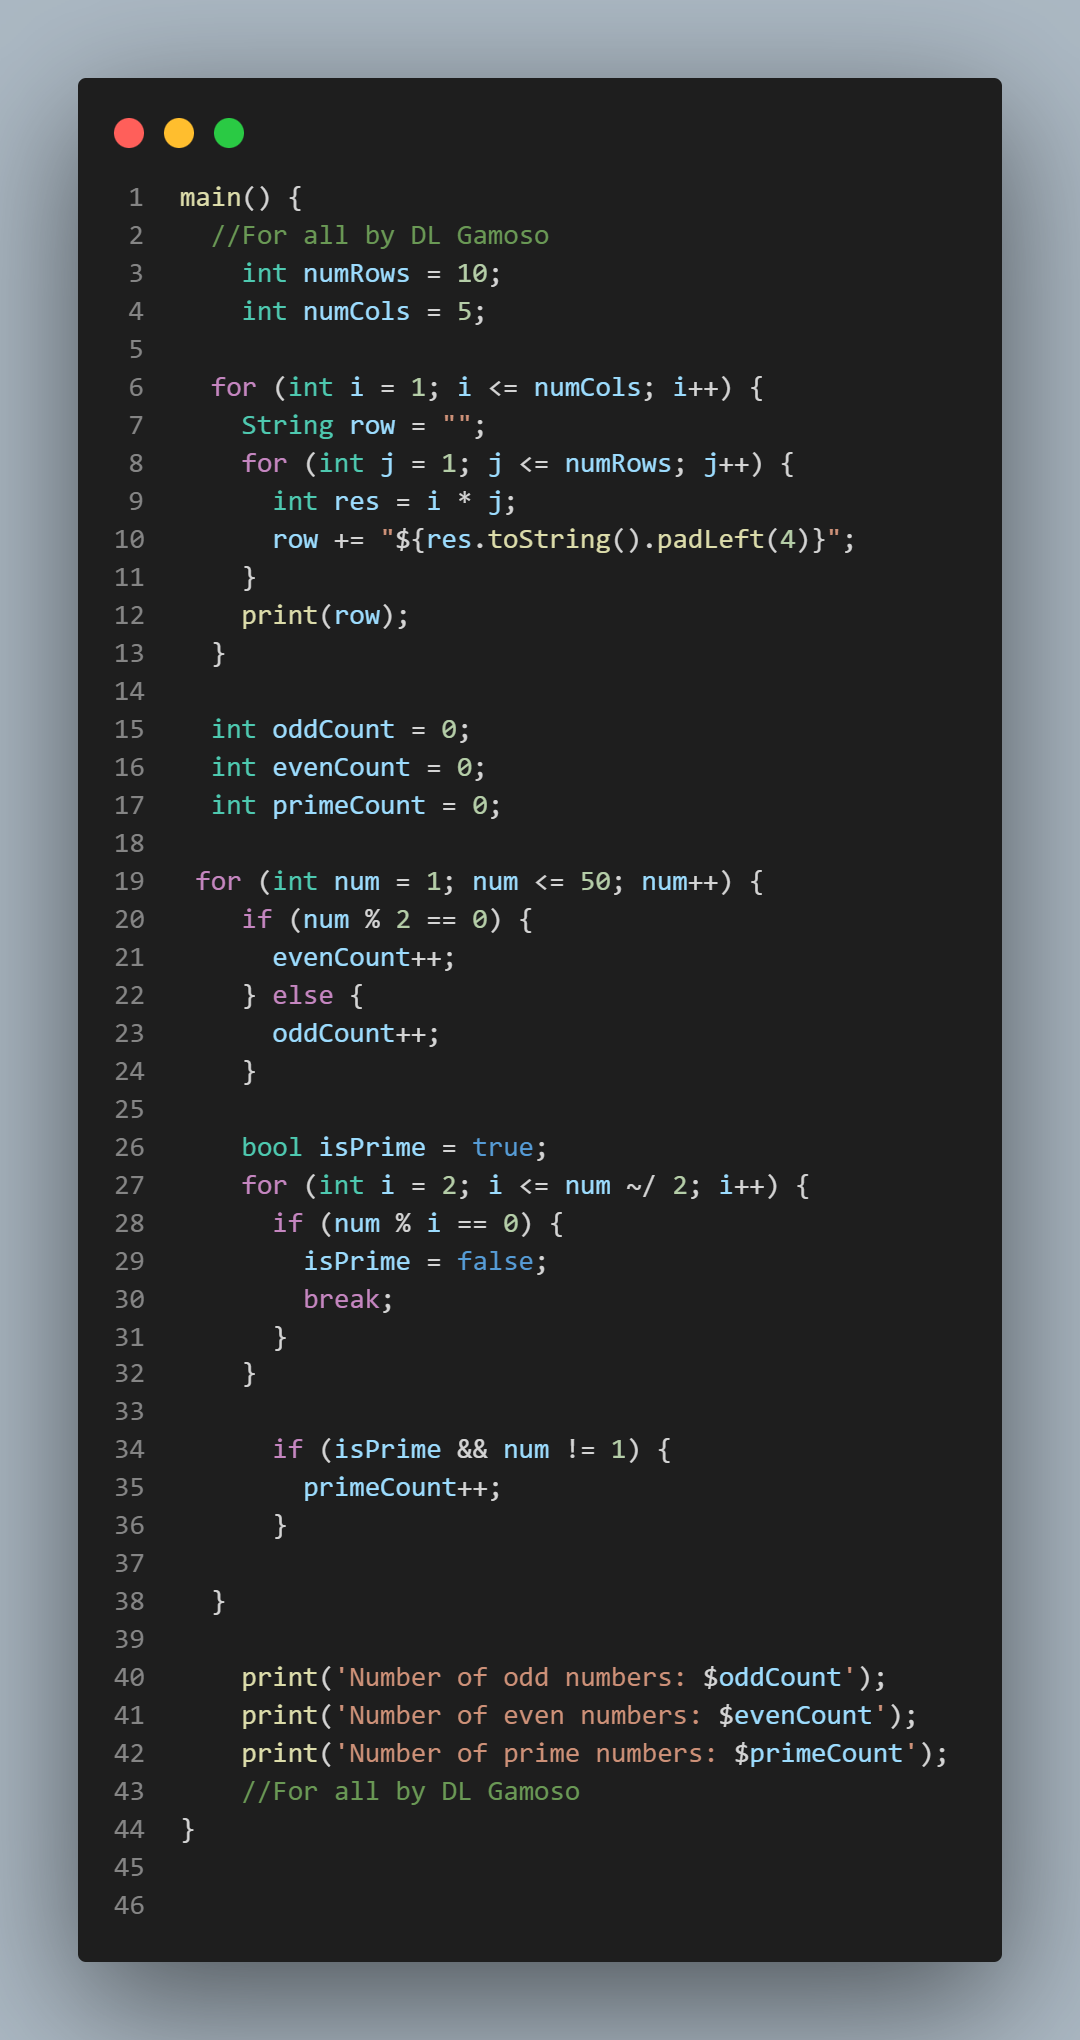 1 main() {
2   //For all by DL Gamoso
3     int numRows = 10;
4     int numCols = 5;
5
6   for (int i = 1; i <= numCols; i++) {
7     String row = "";
8     for (int j = 1; j <= numRows; j++) {
9       int res = i * j;
10       row += "${res.toString().padLeft(4)}";
11     }
12     print(row);
13   }
14
15   int oddCount = 0;
16   int evenCount = 0;
17   int primeCount = 0;
18
19  for (int num = 1; num <= 50; num++) {
20     if (num % 2 == 0) {
21       evenCount++;
22     } else {
23       oddCount++;
24     }
25
26     bool isPrime = true;
27     for (int i = 2; i <= num ~/ 2; i++) {
28       if (num % i == 0) {
29         isPrime = false;
30         break;
31       }
32     }
33
34       if (isPrime && num != 1) {
35         primeCount++;
36       }
37
38   }
39
40     print('Number of odd numbers: $oddCount');
41     print('Number of even numbers: $evenCount');
42     print('Number of prime numbers: $primeCount');
43     //For all by DL Gamoso
44 }
45
46